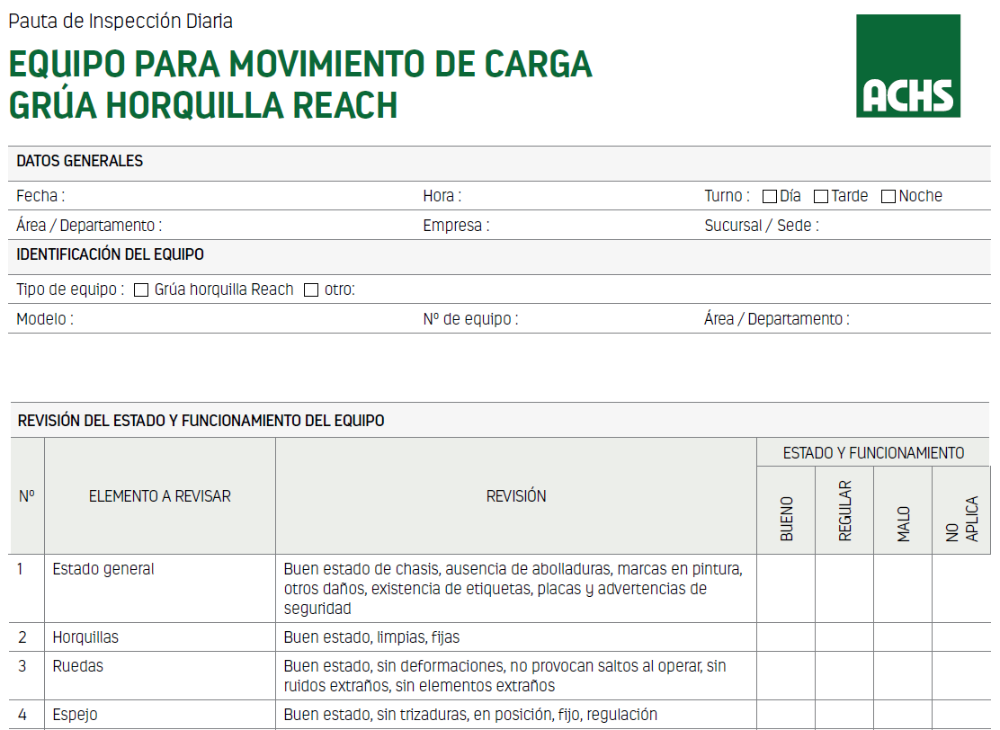 Pauta de Inspección Diaria
EQUIPO PARA MOVIMIENTO DE CARGA
GRÚA HORQUILLA REACH
ACHS
DATOS GENERALES
Fecha :
Hora :
Turno : Día Tarde Noche
Área / Departamento :
Empresa :
Sucursal / Sede :
IDENTIFICACIÓN DEL EQUIPO
Tipo de equipo : Grúa horquilla Reach otro:
Modelo :
Nº de equipo :
Área / Departamento :
REVISIÓN DEL ESTADO Y FUNCIONAMIENTO DEL EQUIPO
Nº
ELEMENTO A REVISAR
REVISIÓN
ESTADO Y FUNCIONAMIENTO
BUENO
REGULAR
MALO
NO
APLICA
1
Estado general
Buen estado de chasis, ausencia de abolladuras, marcas en pintura,
otros daños, existencia de etiquetas, placas y advertencias de
seguridad
2
Horquillas
Buen estado, limpias, fijas
3
Ruedas
Buen estado, sin deformaciones, no provocan saltos al operar, sin
ruidos extraños, sin elementos extraños
4
Espejo
Buen estado, sin trizaduras, en posición, fijo, regulación